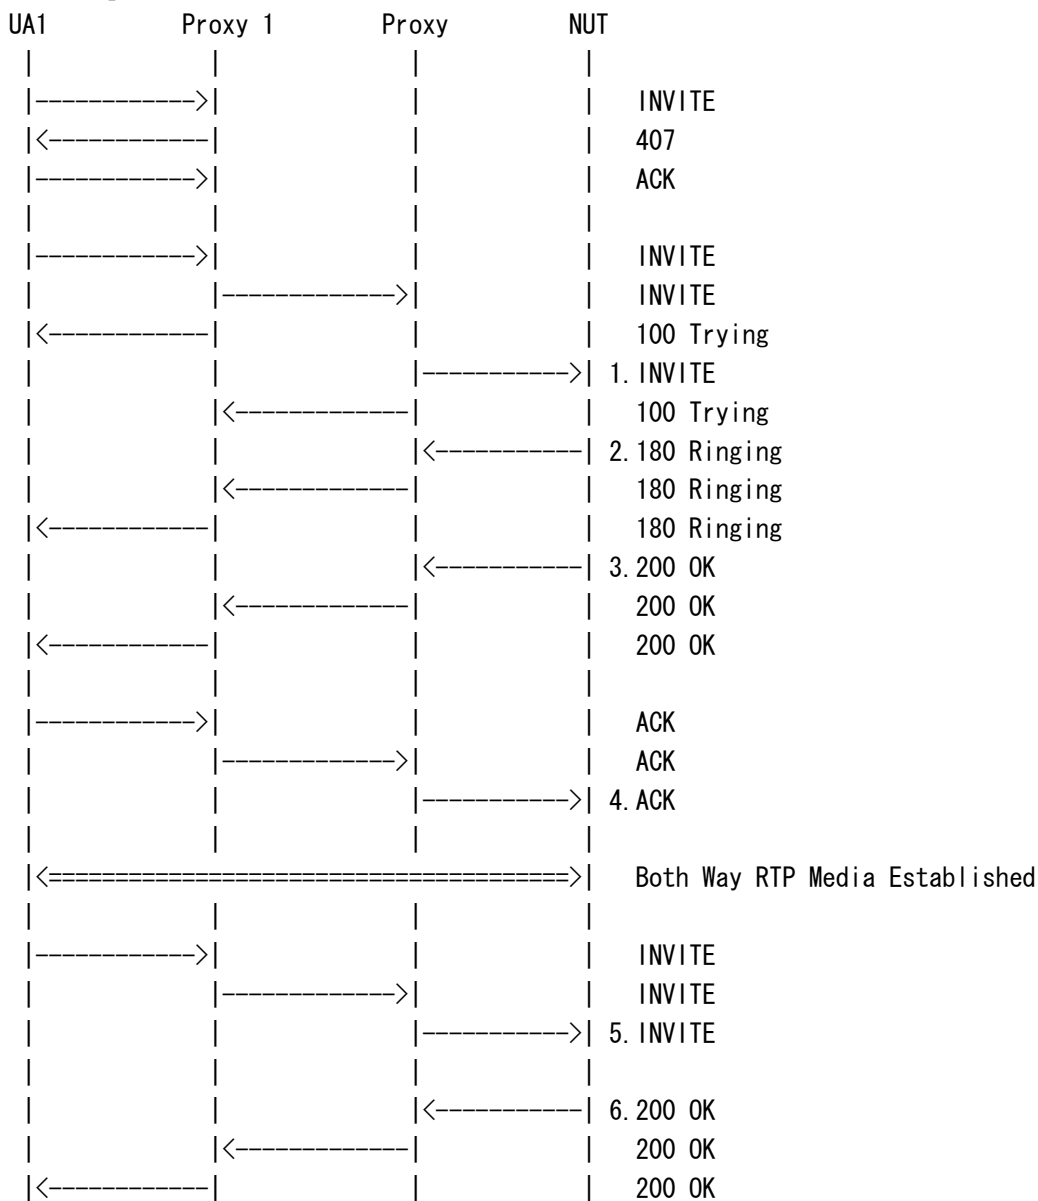 UA1 Proxy 1 Proxy NUT
INVITE
407
ACK
INVITE
INVITE
100 Trying
1. INVITE
100 Trying
2. 180 Ringing
180 Ringing
180 Ringing
3. 200 OK
200 OK
200 OK
ACK
ACK
4. ACK
Both Way RTP Media Established
INVITE
INVITE
5. INVITE
6. 200 OK
200 OK
200 OK